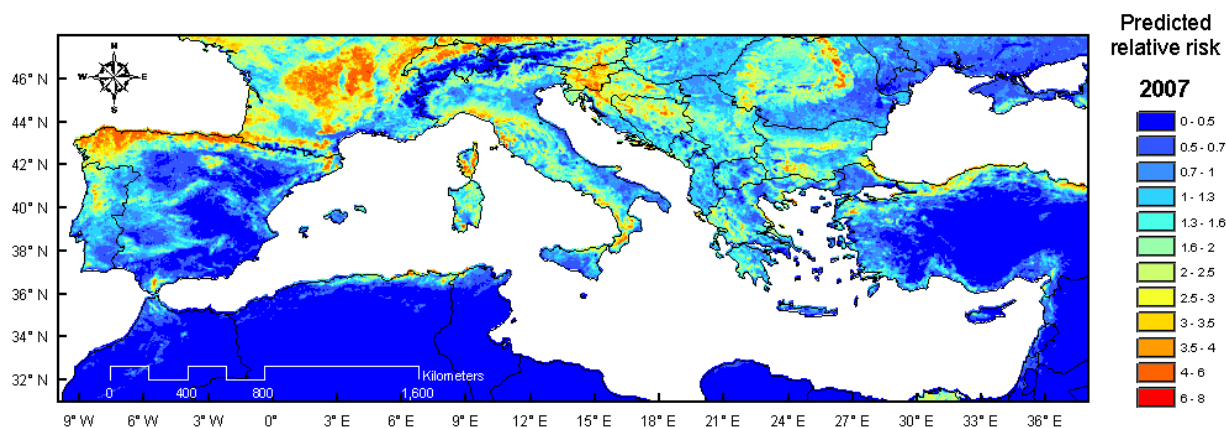 Predicted
relative risk
2007
0 - 0.5
0.5 - 0.7
0.7 - 1
1 - 1.3
1.3 - 1.6
1.6 - 2
2 - 2.5
2.5 - 3
3 - 3.5
3.5 - 4
4 - 6
6 - 8
N
W E
S
46° N
44° N
42° N
40° N
38° N
36° N
34° N
32° N
Kilometers
0 400 800 1,600
9° W 6° W 3° W 0° 3° E 6° E 9° E 12° E 15° E 18° E 21° E 24° E 27° E 30° E 33° E 36° E